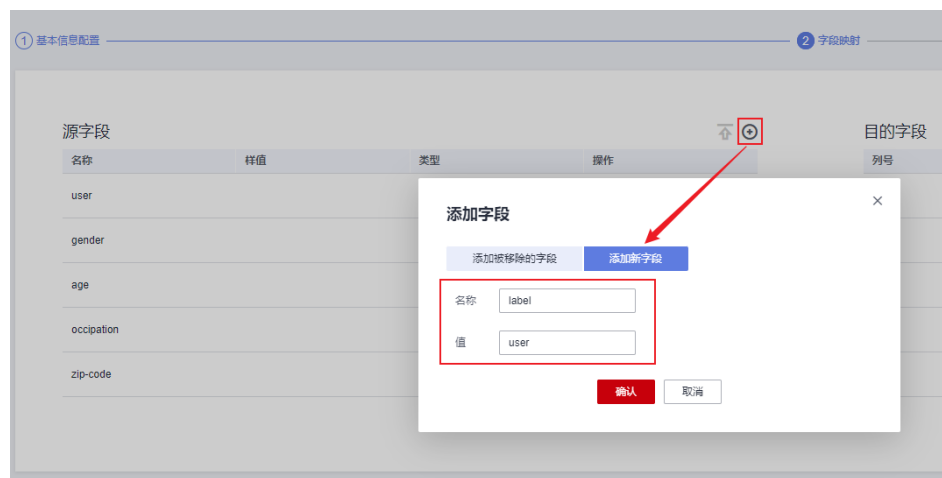 1 基本信息配置
2 字段映射
源字段
目的字段
名称 样值 类型 操作
列号
user
gender
age
occipation
zip-code
添加字段
添加被移除的字段 添加新字段
名称 label
值 user
确认 取消